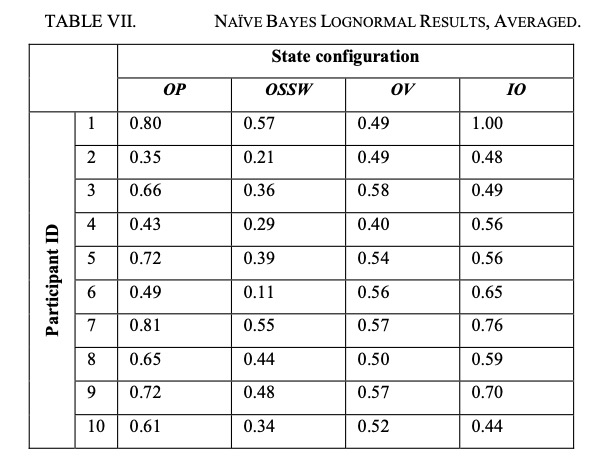 TABLE VII. NAÏVE BAYES LOGNORMAL RESULTS, AVERAGED.
State configuration
OP OSSW OV IO
Participant ID
1 0.80 0.57 0.49 1.00
2 0.35 0.21 0.49 0.48
3 0.66 0.36 0.58 0.49
4 0.43 0.29 0.40 0.56
5 0.72 0.39 0.54 0.56
6 0.49 0.11 0.56 0.65
7 0.81 0.55 0.57 0.76
8 0.65 0.44 0.50 0.59
9 0.72 0.48 0.57 0.70
10 0.61 0.34 0.52 0.44